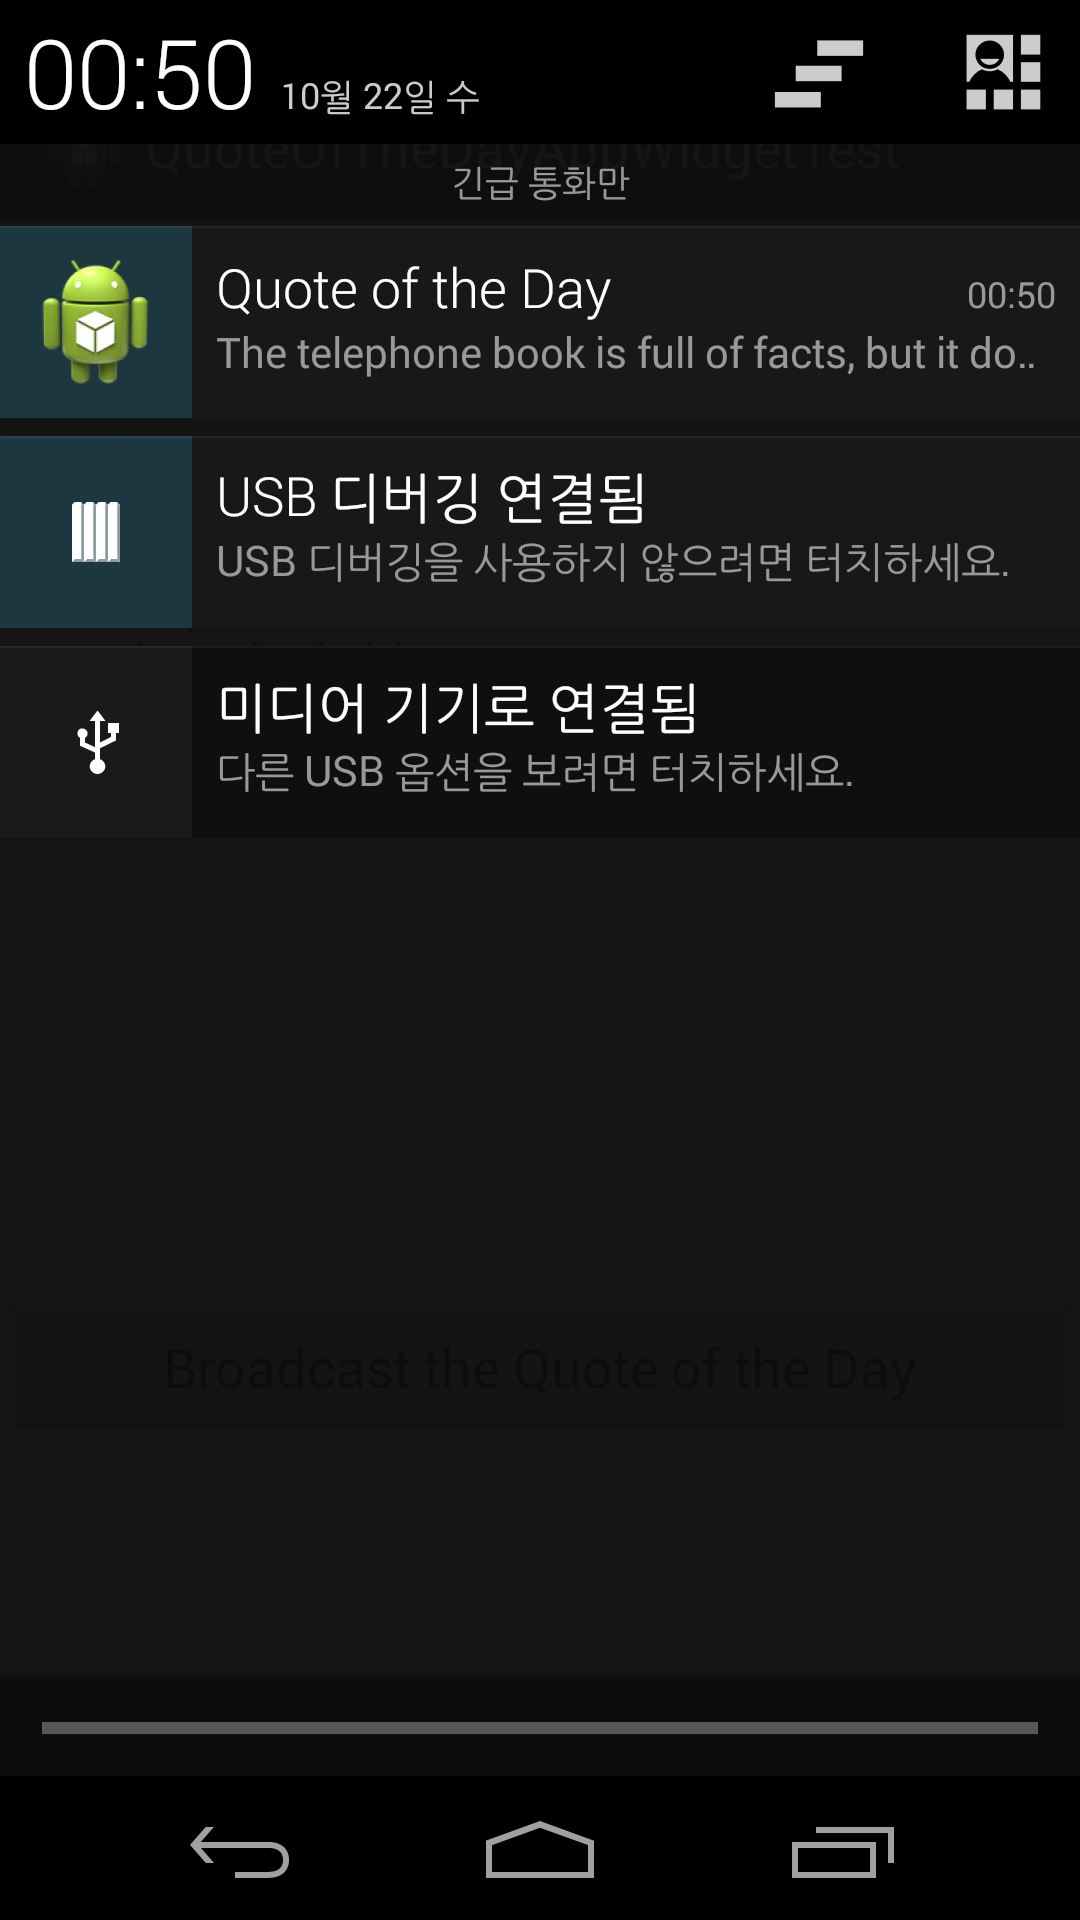 00:50 10월 22일 수
QuoteOfTheDayAppWidgetTest
긴급 통화만
Quote of the Day 00:50
The telephone book is full of facts, but it do..
USB 디버깅 연결됨
USB 디버깅을 사용하지 않으려면 터치하세요.
미디어 기기로 연결됨
다른 USB 옵션을 보려면 터치하세요.
Broadcast the Quote of the Day